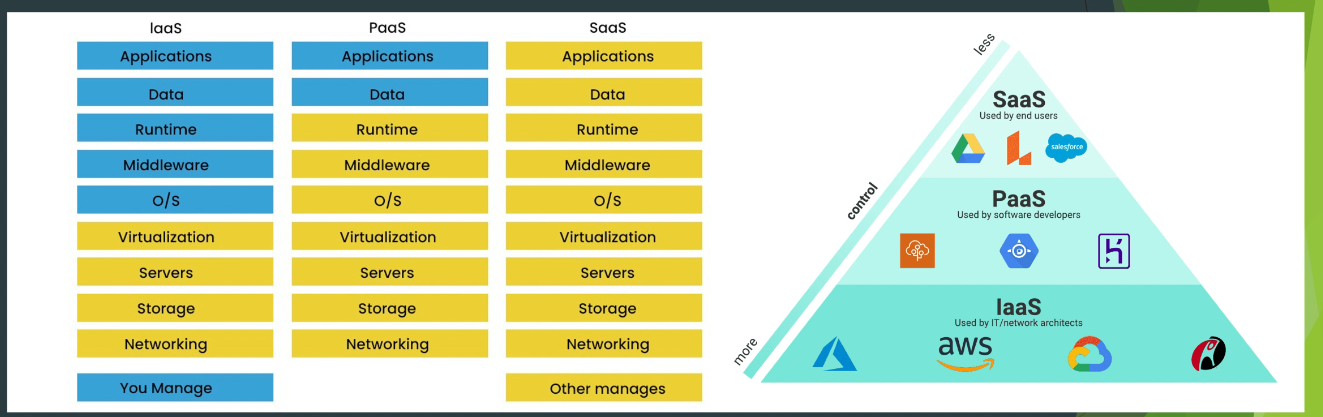 IaaS
Applications
Data
Runtime
Middleware
O/S
Virtualization
Servers
Storage
Networking
You Manage
PaaS
Applications
Data
Runtime
Middleware
O/S
Virtualization
Servers
Storage
Networking
SaaS
Applications
Data
Runtime
Middleware
O/S
Virtualization
Servers
Storage
Networking
Other manages
less
control
more
SaaS
Used by end users
salesforce
PaaS
Used by software developers
IaaS
Used by IT/network architects
aws